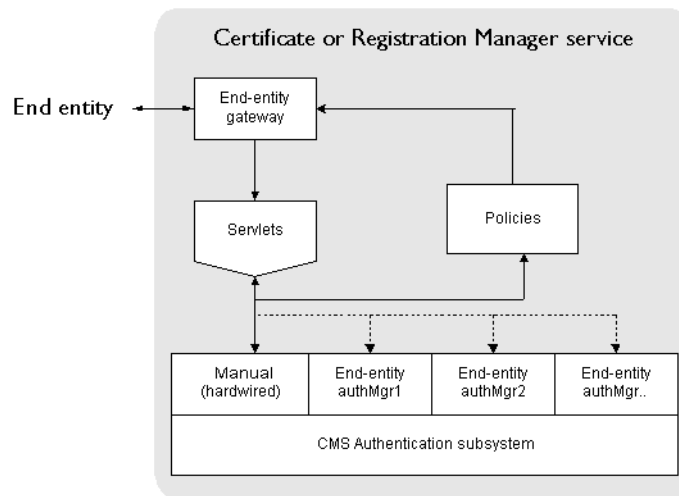 Certificate or Registration Manager service
End entity
End-entity
gateway
Servlets
Policies
Manual
(hardwired)
End-entity
authMgr1
End-entity
authMgr2
End-entity
authMgr..
CMS Authentication subsystem